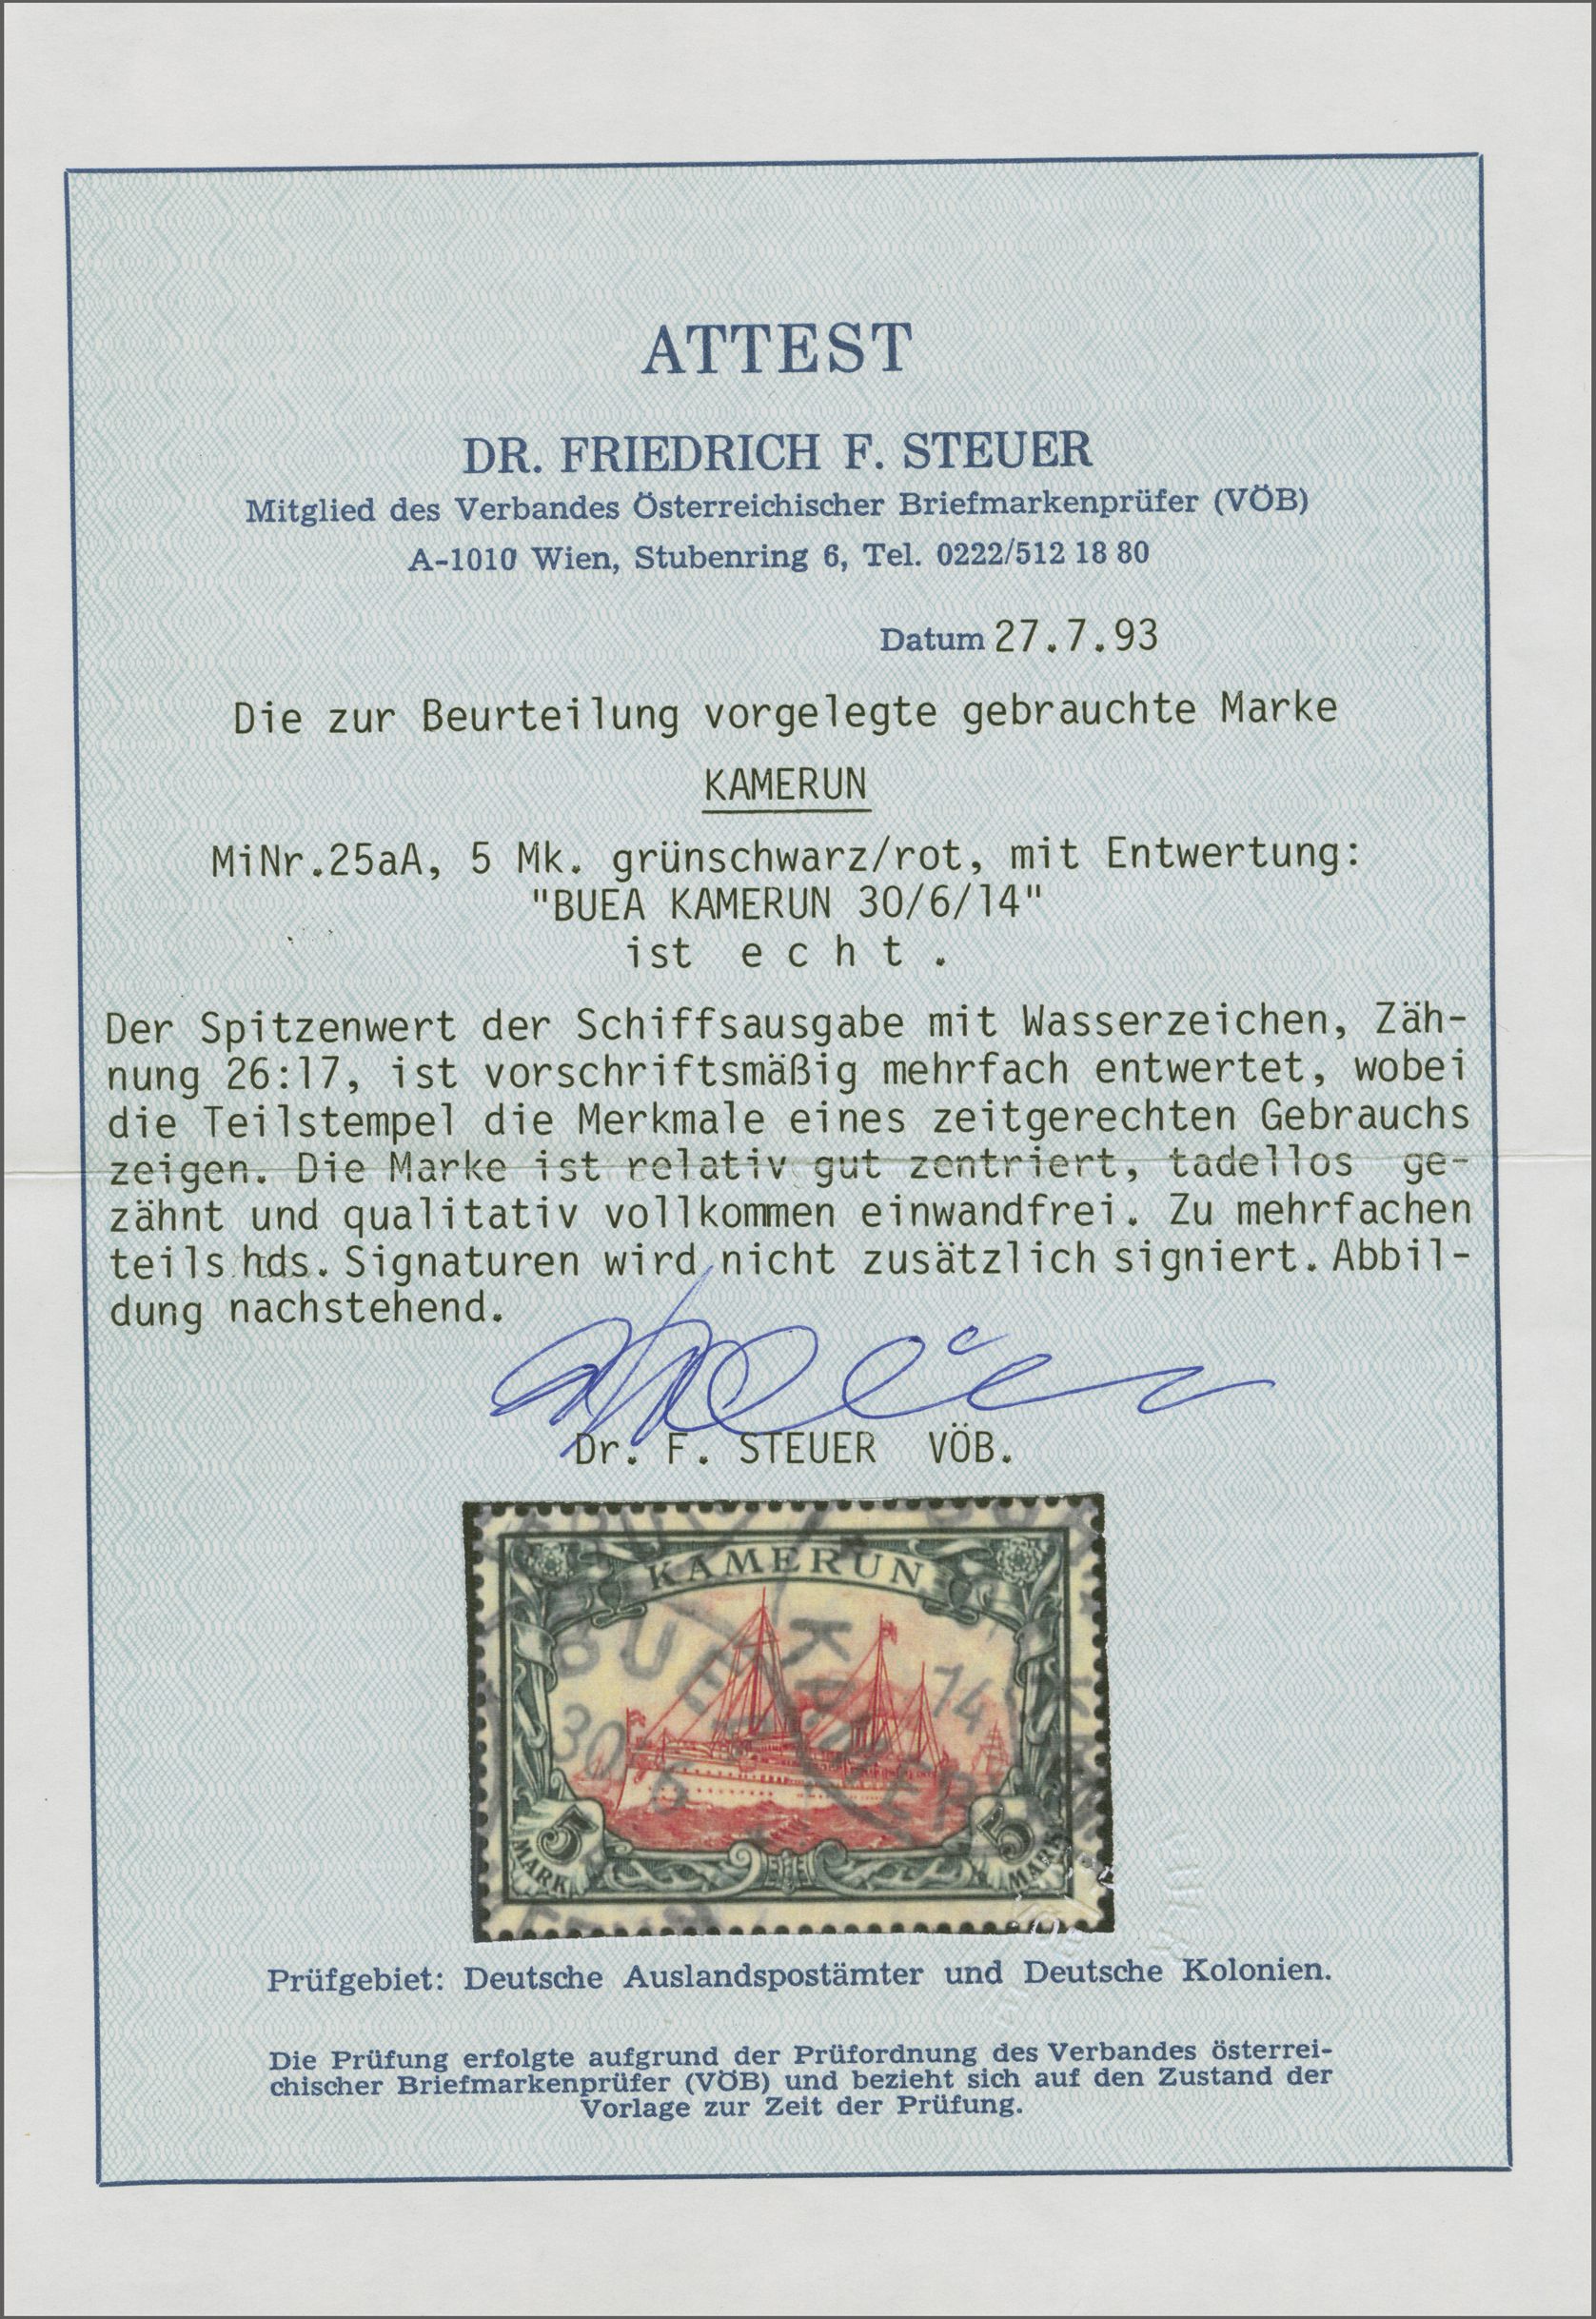 ATTEST
DR. FRIEDRICH F. STEUER
Mitglied des Verbandes Österreichischer Briefmarkenprüfer (VÖB)
A-1010 Wien, Stubenring 6, Tel. 0222/512 18 80
Datum 27.7.93
Die zur Beurteilung vorgelegte gebrauchte Marke
KAMERUN
MiNr.25aA, 5 Mk. grünschwarz/rot, mit Entwertung:
"BUEA KAMERUN 30/6/14"
ist e c h t .
Der Spitzenwert der Schiffsausgabe mit Wasserzeichen, Zäh-
nung 26:17, ist vorschriftsmäßig mehrfach entwertet, wobei
die Teilstempel die Merkmale eines zeitgerechten Gebrauchs
zeigen. Die Marke ist relativ gut zentriert, tadellos ge-
zähnt und qualitativ vollkommen einwandfrei. Zu mehrfachen
teils hds. Signaturen wird nicht zusätzlich signiert. Abbil-
dung nachstehend.
Dr. F. STEUER VÖB.
KAMERUN
BUEA
KAMER
30 6 14
5 5
MARK MARK
Prüfgebiet: Deutsche Auslandspostämter und Deutsche Kolonien.
Die Prüfung erfolgte aufgrund der Prüfordnung des Verbandes österrei-
chischer Briefmarkenprüfer (VÖB) und bezieht sich auf den Zustand der
Vorlage zur Zeit der Prüfung.